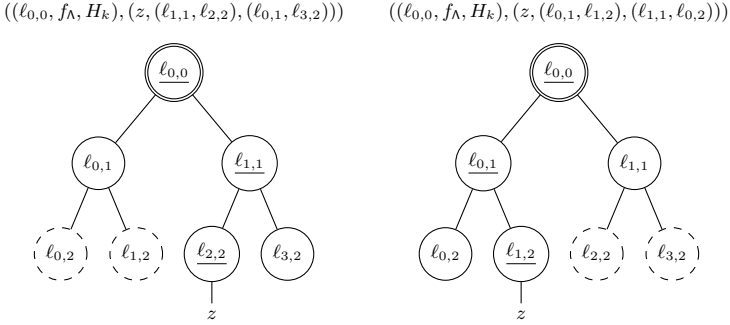 ((ℓ0,0, f∧, Hk), (z, (ℓ1,1, ℓ2,2), (ℓ0,1, ℓ3,2))) ((ℓ0,0, f∧, Hk), (z, (ℓ0,1, ℓ1,2), (ℓ1,1, ℓ0,2)))
ℓ0,0 ℓ0,0
ℓ0,1 ℓ1,1 ℓ0,1 ℓ1,1
ℓ0,2 ℓ1,2 ℓ2,2 ℓ3,2 ℓ0,2 ℓ1,2 ℓ2,2 ℓ3,2
z z